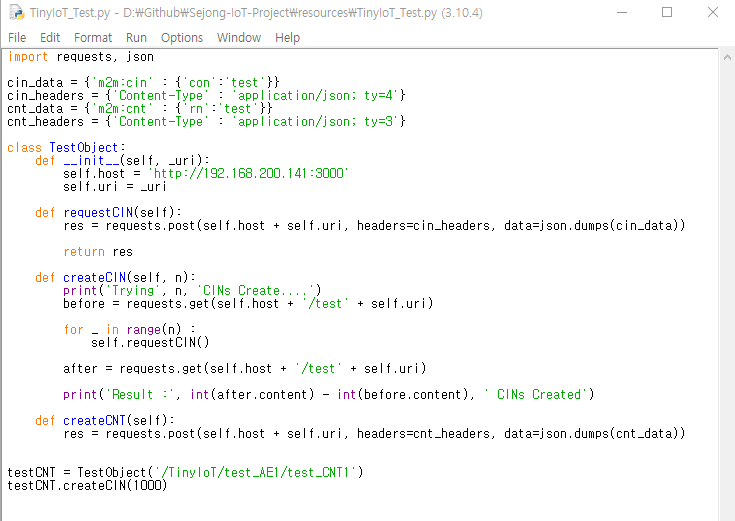 TinyIoT_Test.py - D:₩Github₩Sejong-IoT-Project₩resources₩TinyIoT_Test.py (3.10.4)
File Edit Format Run Options Window Help
import requests, json

cin_data = {'m2m:cin' : {'con':'test'}}
cin_headers = {'Content-Type' : 'application/json; ty=4'}
cnt_data = {'m2m:cnt' : {'rn':'test'}}
cnt_headers = {'Content-Type' : 'application/json; ty=3'}

class TestObject:
    def __init__(self, _uri):
        self.host = 'http://192.168.200.141:3000'
        self.uri = _uri

    def requestCIN(self):
        res = requests.post(self.host + self.uri, headers=cin_headers, data=json.dumps(cin_data))

        return res

    def createCIN(self, n):
        print('Trying', n, 'CINs Create....')
        before = requests.get(self.host + '/test' + self.uri)

        for _ in range(n) :
            self.requestCIN()

        after = requests.get(self.host + '/test' + self.uri)

        print('Result :', int(after.content) - int(before.content), ' CINs Created')

    def createCNT(self):
        res = requests.post(self.host + self.uri, headers=cnt_headers, data=json.dumps(cnt_data))


testCNT = TestObject('/TinyIoT/test_AE1/test_CNT1')
testCNT.createCIN(1000)